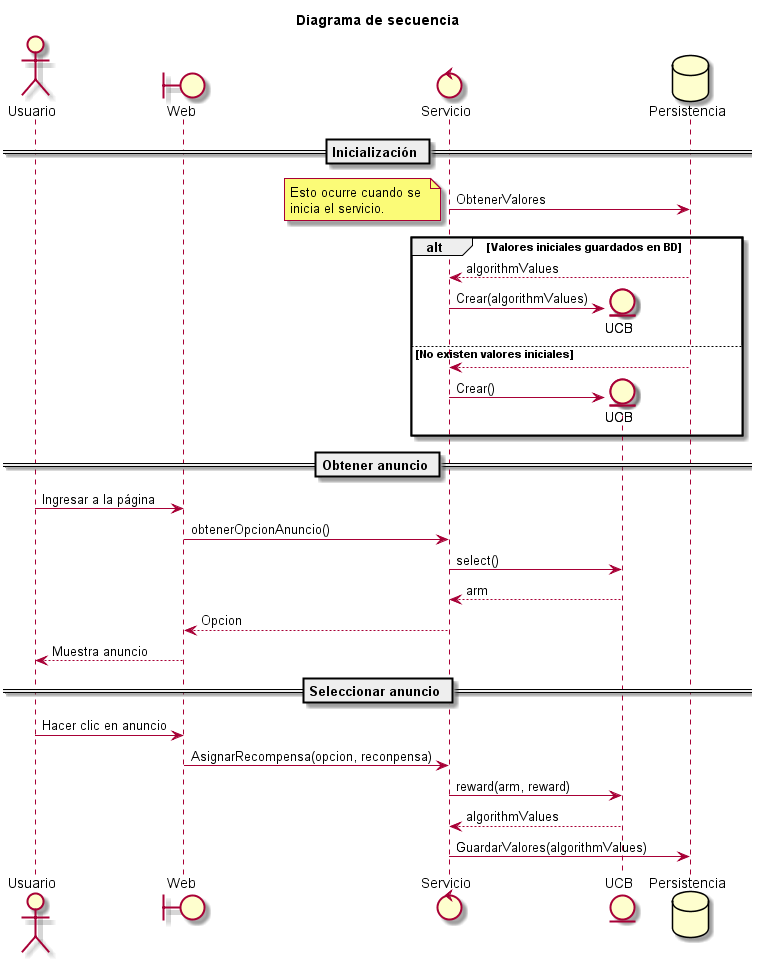 Diagrama de secuencia
Usuario
Web
Servicio
Persistencia
Inicialización
Esto ocurre cuando se
inicia el servicio.
ObtenerValores
alt
[Valores iniciales guardados en BD]
algorithmValues
Crear(algorithmValues)
UCB
[No existen valores iniciales]
Crear()
UCB
Obtener anuncio
Ingresar a la página
obtenerOpcionAnuncio()
select()
arm
Opcion
Muestra anuncio
Seleccionar anuncio
Hacer clic en anuncio
AsignarRecompensa(opcion, reconpensa)
reward(arm, reward)
algorithmValues
GuardarValores(algorithmValues)
Usuario
Web
Servicio
UCB
Persistencia